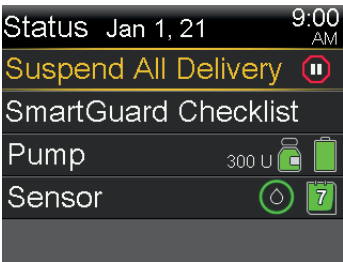 Status Jan 1, 21 9:00 AM
Suspend All Delivery
SmartGuard Checklist
Pump 300 U
Sensor 7